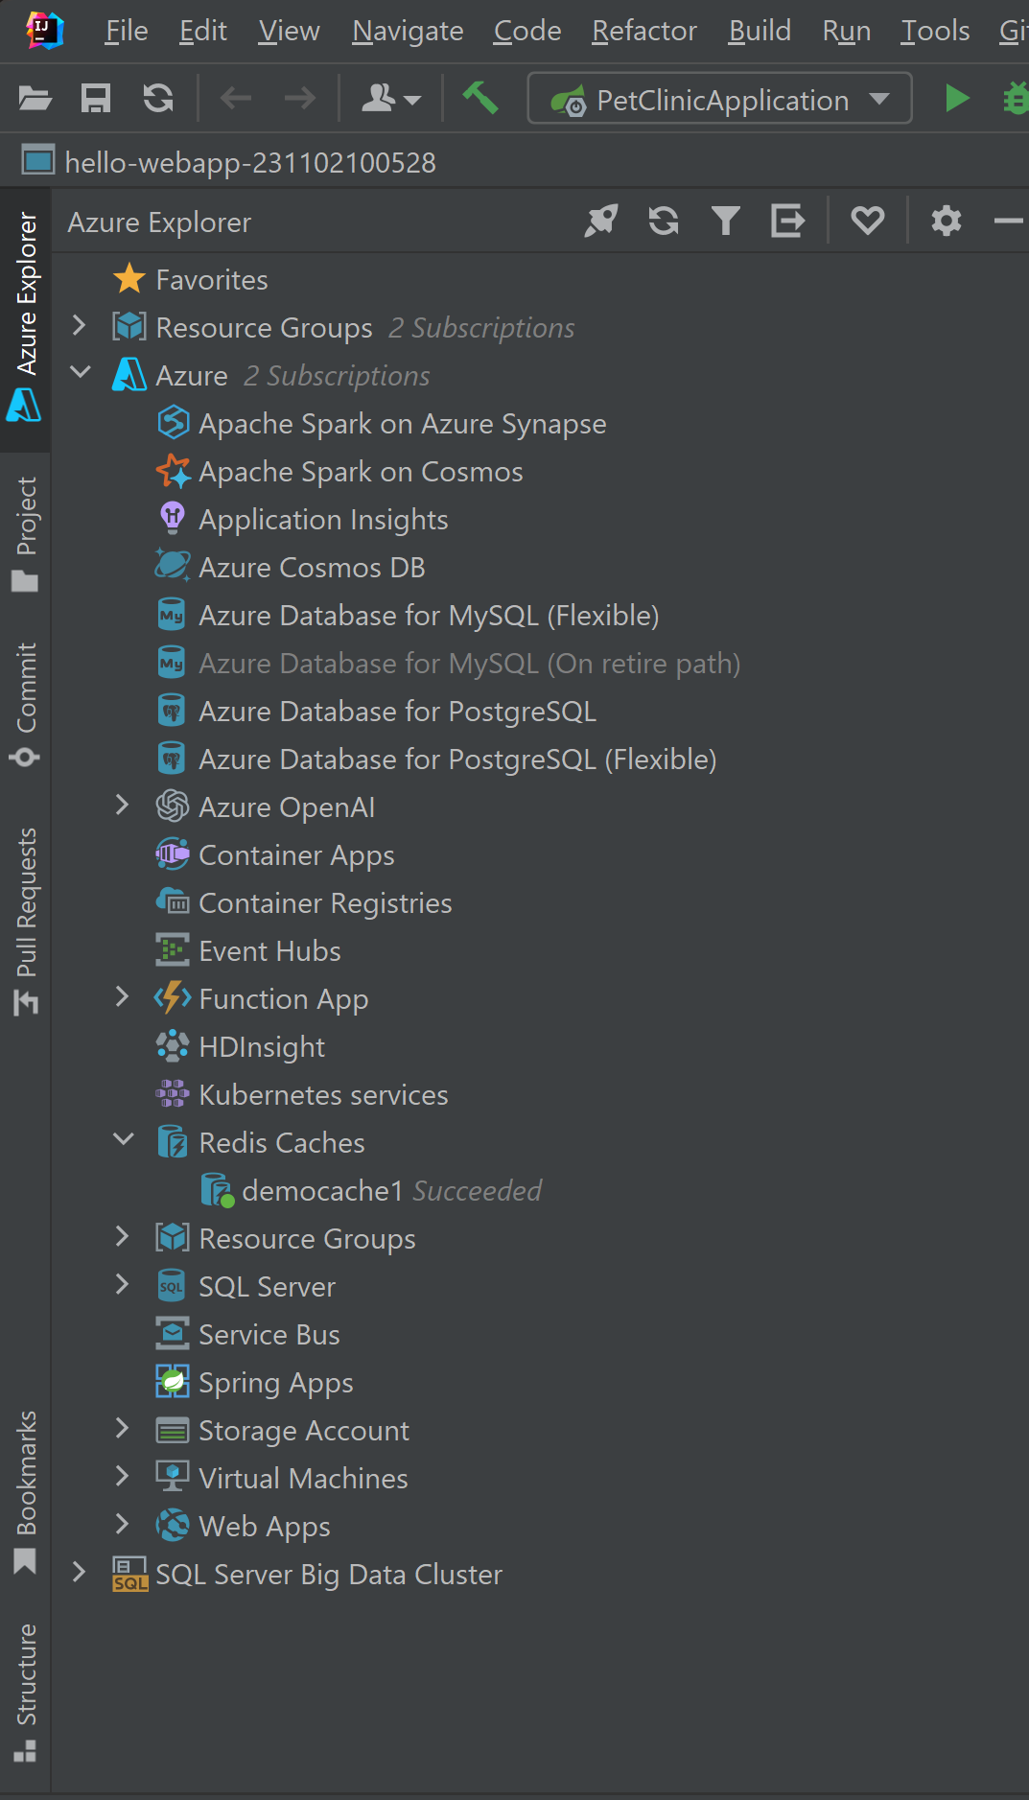 IJ
File Edit View Navigate Code Refactor Build Run Tools
PetClinicApplication
hello-webapp-231102100528
Azure Explorer
Azure Explorer
Project
Commit
Pull Requests
Bookmarks
Structure
Favorites
Resource Groups 2 Subscriptions
Azure 2 Subscriptions
Apache Spark on Azure Synapse
Apache Spark on Cosmos
Application Insights
Azure Cosmos DB
My Azure Database for MySQL (Flexible)
My Azure Database for MySQL (On retire path)
Azure Database for PostgreSQL
Azure Database for PostgreSQL (Flexible)
Azure OpenAI
Container Apps
Container Registries
Event Hubs
Function App
HDInsight
Kubernetes services
Redis Caches
democache1 Succeeded
Resource Groups
SQL SQL Server
Service Bus
Spring Apps
Storage Account
Virtual Machines
Web Apps
SQL SQL Server Big Data Cluster